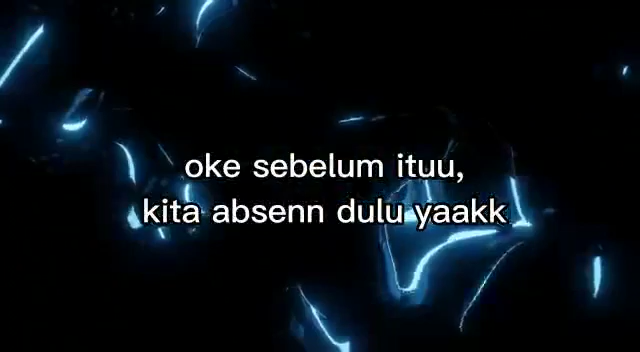 oke sebelum ituu,
kita absenn dulu yaakk